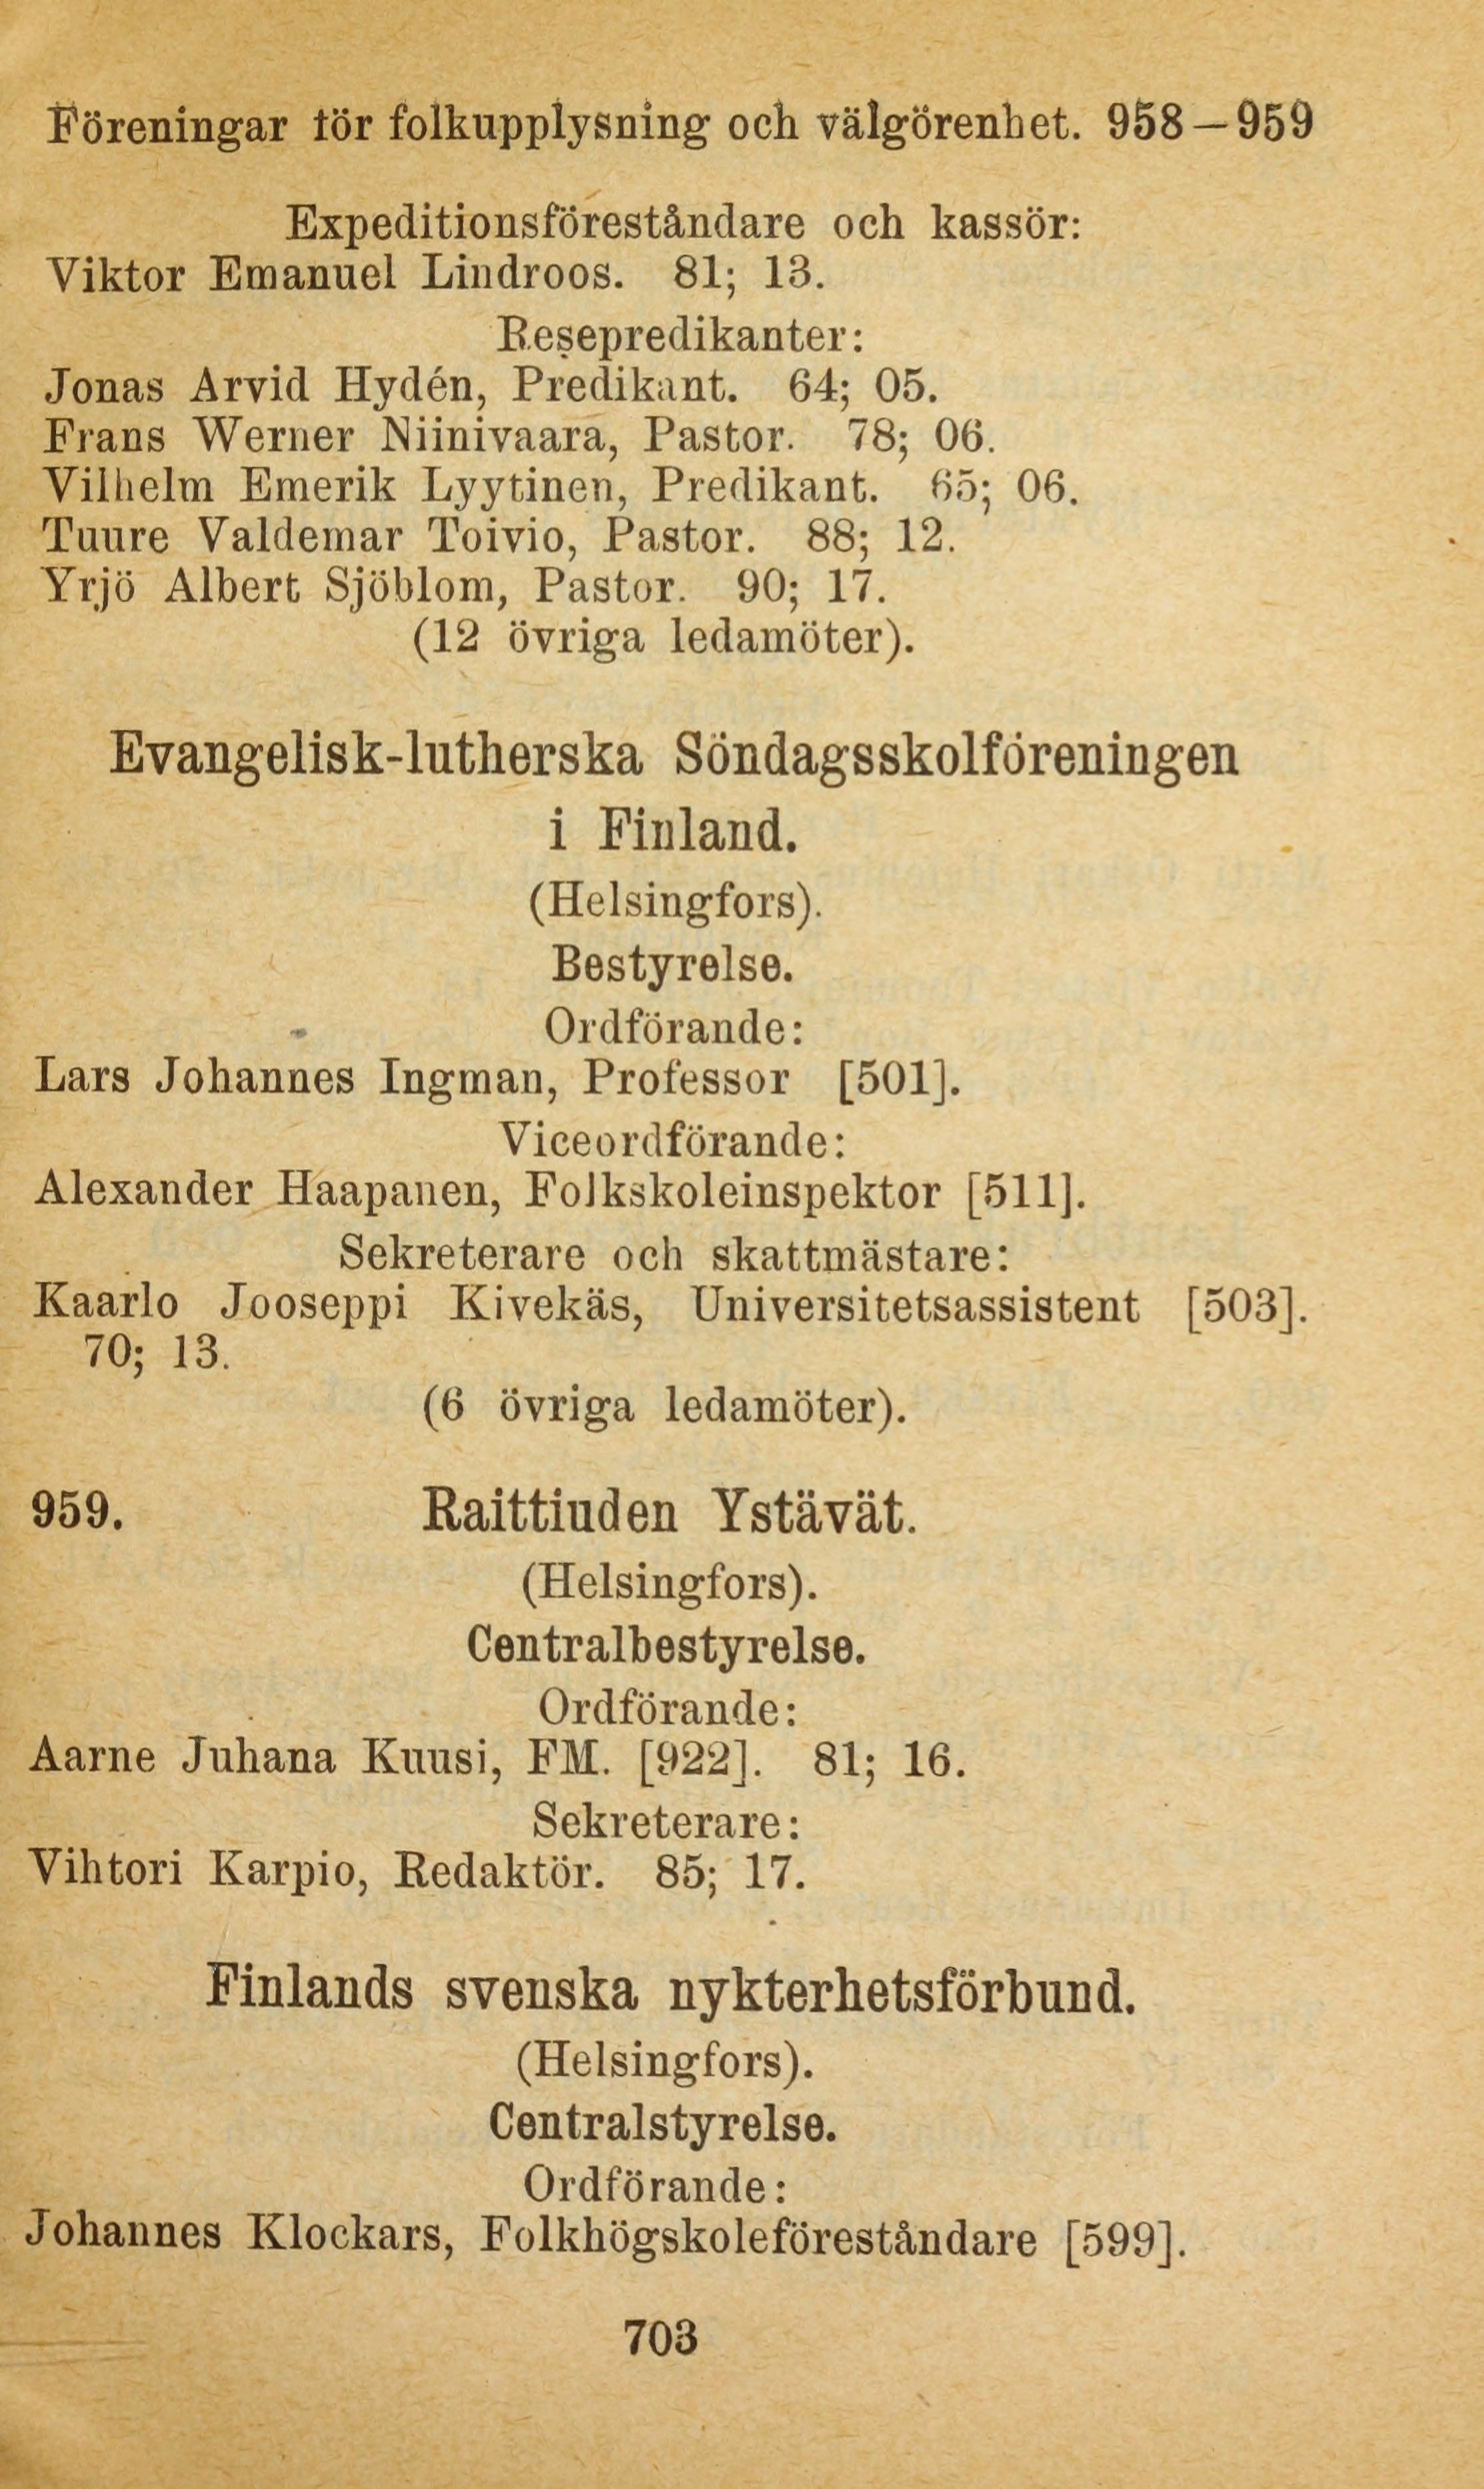 Föreningar för folkupplysning och välgörenhet. 958–959
Expeditionsföreståndare och kassör:
Viktor Emanuel Lindroos. 81; 13.
Resepredikanter:
Jonas Arvid Hydén, Predikant. 64; 05.
Frans Werner Niinivaara, Pastor. 78; 06.
Vilhelm Emerik Lyytinen, Predikant. 65; 06.
Tuure Valdemar Toivio, Pastor. 88; 12.
Yrjö Albert Sjöblom, Pastor. 90; 17.
(12 övriga ledamöter).
Evangelisk-lutherska Söndagsskolföreningen
i Finland.
(Helsingfors).
Bestyrelse.
Ordförande:
Lars Johannes Ingman, Professor [501].
Viceordförande:
Alexander Haapanen, Folkskoleinspektor [511].
Sekreterare och skattmästare:
Kaarlo Jooseppi Kivekäs, Universitetsassistent [503].
70; 13.
(6 övriga ledamöter).
959. Raittiuden Ystävät.
(Helsingfors).
Centralbestyrelse.
Ordförande:
Aarne Juhana Kuusi, FM. [922]. 81; 16.
Sekreterare:
Vihtori Karpio, Redaktör. 85; 17.
Finlands svenska nykterhetsförbund.
(Helsingfors).
Centralstyrelse.
Ordförande:
Johannes Klockars, Folkhögskoleföreståndare [599].
703